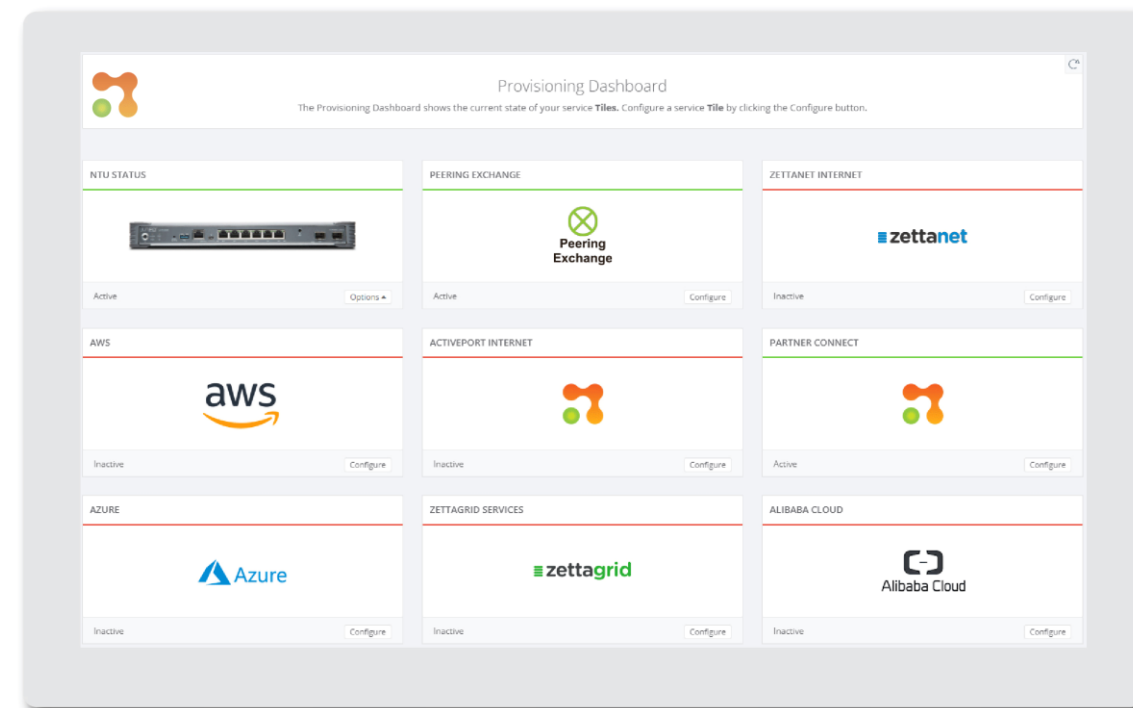 Provisioning Dashboard
The Provisioning Dashboard shows the current state of your service Tiles. Configure a service Tile by clicking the Configure button.
NTU STATUS
PEERING EXCHANGE
ZETTANET INTERNET
Peering
Exchange
zettanet
Active
Options
Active
Configure
Inactive
Configure
AWS
ACTIVEPORT INTERNET
PARTNER CONNECT
aws
Inactive
Configure
Inactive
Configure
Active
Configure
AZURE
ZETTAGRID SERVICES
ALIBABA CLOUD
Azure
zettagrid
Alibaba Cloud
Inactive
Configure
Inactive
Configure
Inactive
Configure